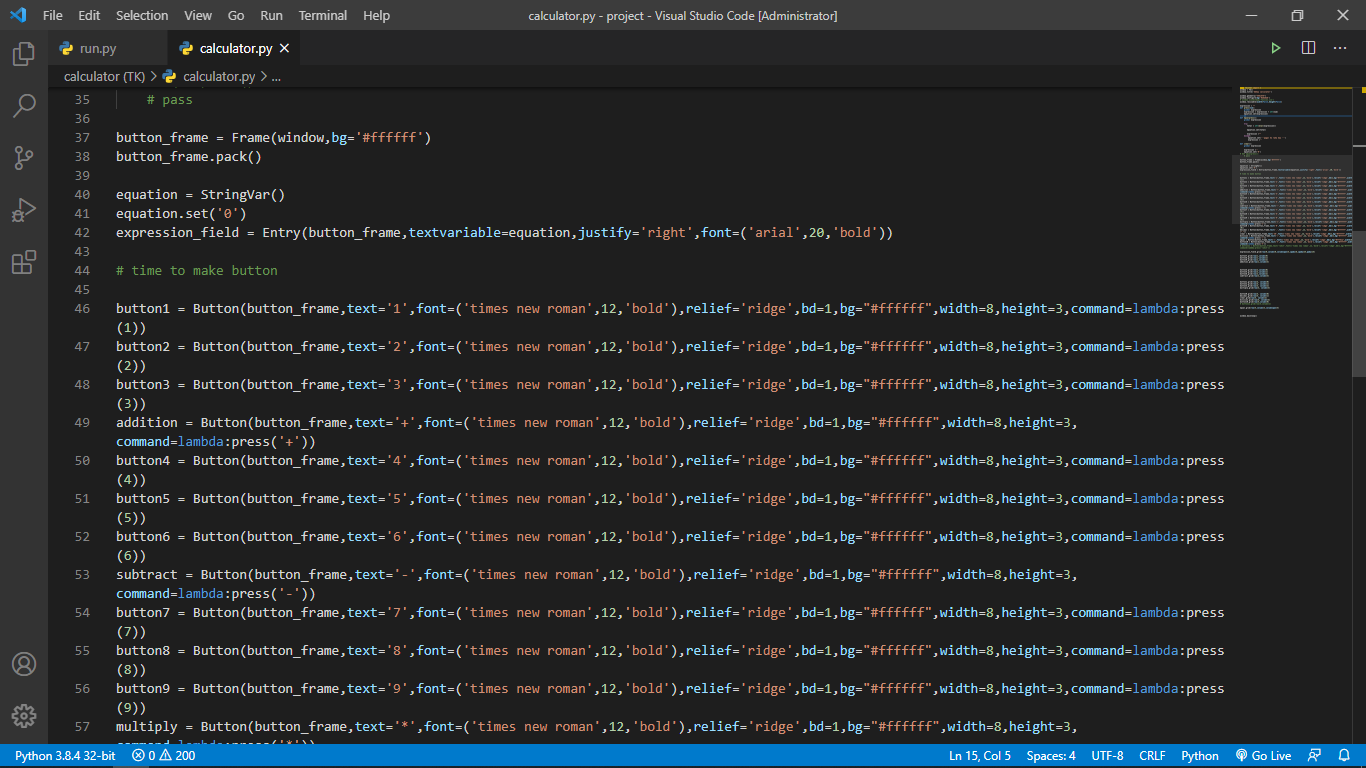 File Edit Selection View Go Run Terminal Help calculator.py - project - Visual Studio Code [Administrator]
run.py calculator.py
calculator (TK) > calculator.py > ...
35 # pass
36
37 button_frame = Frame(window,bg='#ffffff')
38 button_frame.pack()
39
40 equation = StringVar()
41 equation.set('0')
42 expression_field = Entry(button_frame,textvariable=equation,justify='right',font=('arial',20,'bold'))
43
44 # time to make button
45
46 button1 = Button(button_frame,text='1',font=('times new roman',12,'bold'),relief='ridge',bd=1,bg="#ffffff",width=8,height=3,command=lambda:press
(1))
47 button2 = Button(button_frame,text='2',font=('times new roman',12,'bold'),relief='ridge',bd=1,bg="#ffffff",width=8,height=3,command=lambda:press
(2))
48 button3 = Button(button_frame,text='3',font=('times new roman',12,'bold'),relief='ridge',bd=1,bg="#ffffff",width=8,height=3,command=lambda:press
(3))
49 addition = Button(button_frame,text='+',font=('times new roman',12,'bold'),relief='ridge',bd=1,bg="#ffffff",width=8,height=3,
command=lambda:press('+'))
50 button4 = Button(button_frame,text='4',font=('times new roman',12,'bold'),relief='ridge',bd=1,bg="#ffffff",width=8,height=3,command=lambda:press
(4))
51 button5 = Button(button_frame,text='5',font=('times new roman',12,'bold'),relief='ridge',bd=1,bg="#ffffff",width=8,height=3,command=lambda:press
(5))
52 button6 = Button(button_frame,text='6',font=('times new roman',12,'bold'),relief='ridge',bd=1,bg="#ffffff",width=8,height=3,command=lambda:press
(6))
53 subtract = Button(button_frame,text='-',font=('times new roman',12,'bold'),relief='ridge',bd=1,bg="#ffffff",width=8,height=3,
command=lambda:press('-'))
54 button7 = Button(button_frame,text='7',font=('times new roman',12,'bold'),relief='ridge',bd=1,bg="#ffffff",width=8,height=3,command=lambda:press
(7))
55 button8 = Button(button_frame,text='8',font=('times new roman',12,'bold'),relief='ridge',bd=1,bg="#ffffff",width=8,height=3,command=lambda:press
(8))
56 button9 = Button(button_frame,text='9',font=('times new roman',12,'bold'),relief='ridge',bd=1,bg="#ffffff",width=8,height=3,command=lambda:press
(9))
57 multiply = Button(button_frame,text='*',font=('times new roman',12,'bold'),relief='ridge',bd=1,bg="#ffffff",width=8,height=3,
command=lambda:press('*'))
Python 3.8.4 32-bit 0 200 Ln 15, Col 5 Spaces: 4 UTF-8 CRLF Python Go Live